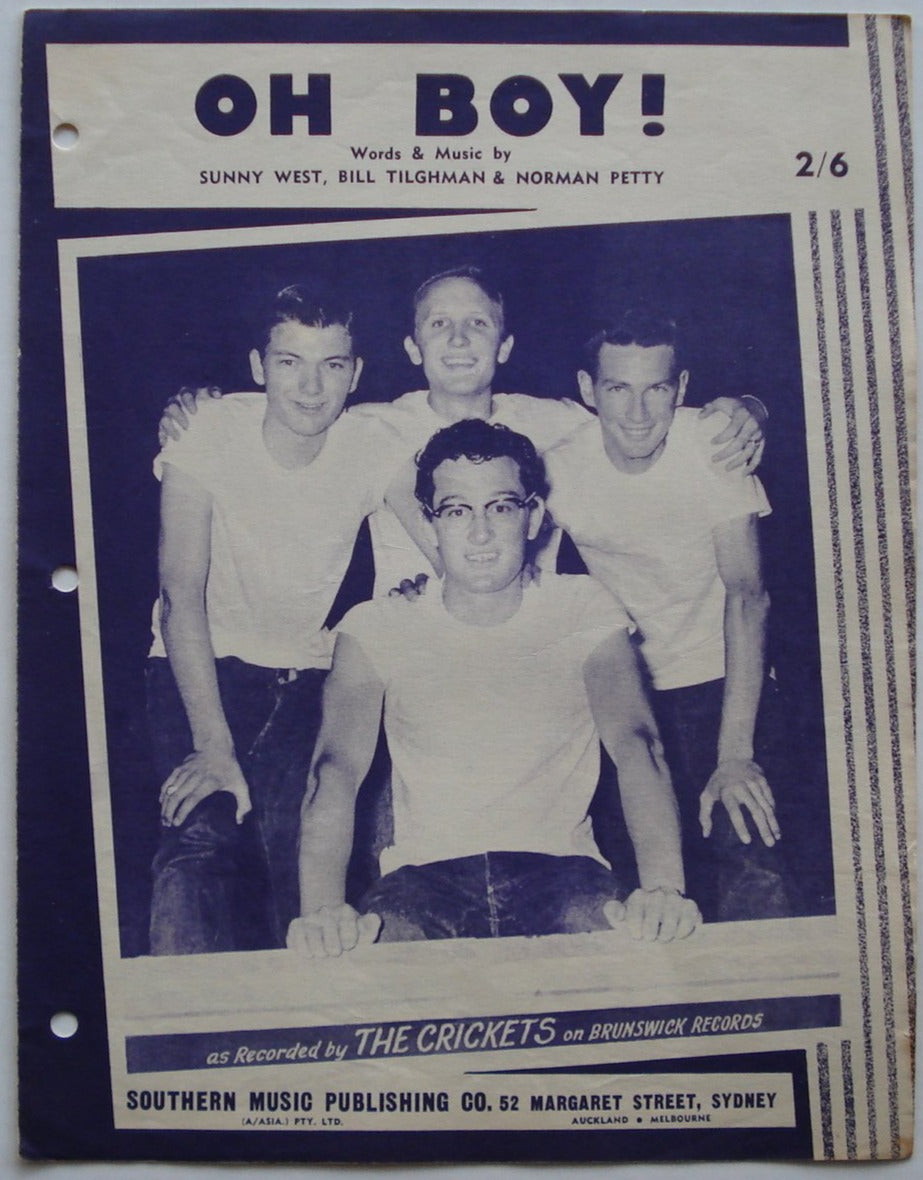 OH BOY!
Words & Music by
SUNNY WEST, BILL TILGHMAN & NORMAN PETTY
2/6
as Recorded by THE CRICKETS on BRUNSWICK RECORDS
SOUTHERN MUSIC PUBLISHING CO. 52 MARGARET STREET, SYDNEY
(A/ASIA.) PTY. LTD. AUCKLAND • MELBOURNE